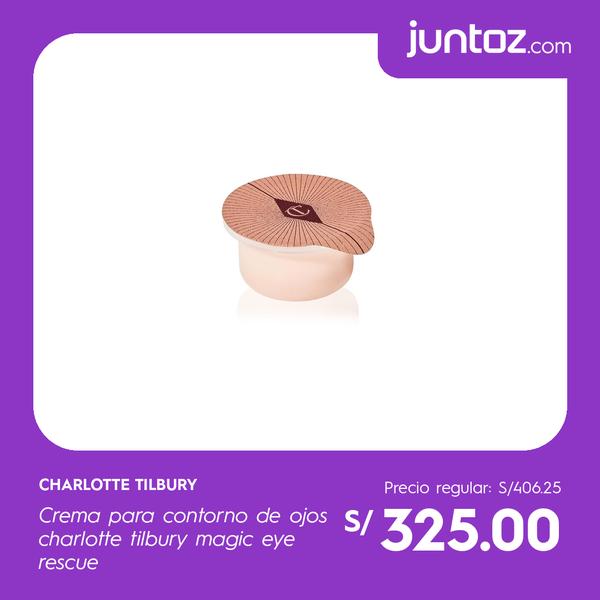 juntoz.com
CHARLOTTE TILBURY
Crema para contorno de ojos
charlotte tilbury magic eye
rescue
Precio regular: S/406.25
S/ 325.00